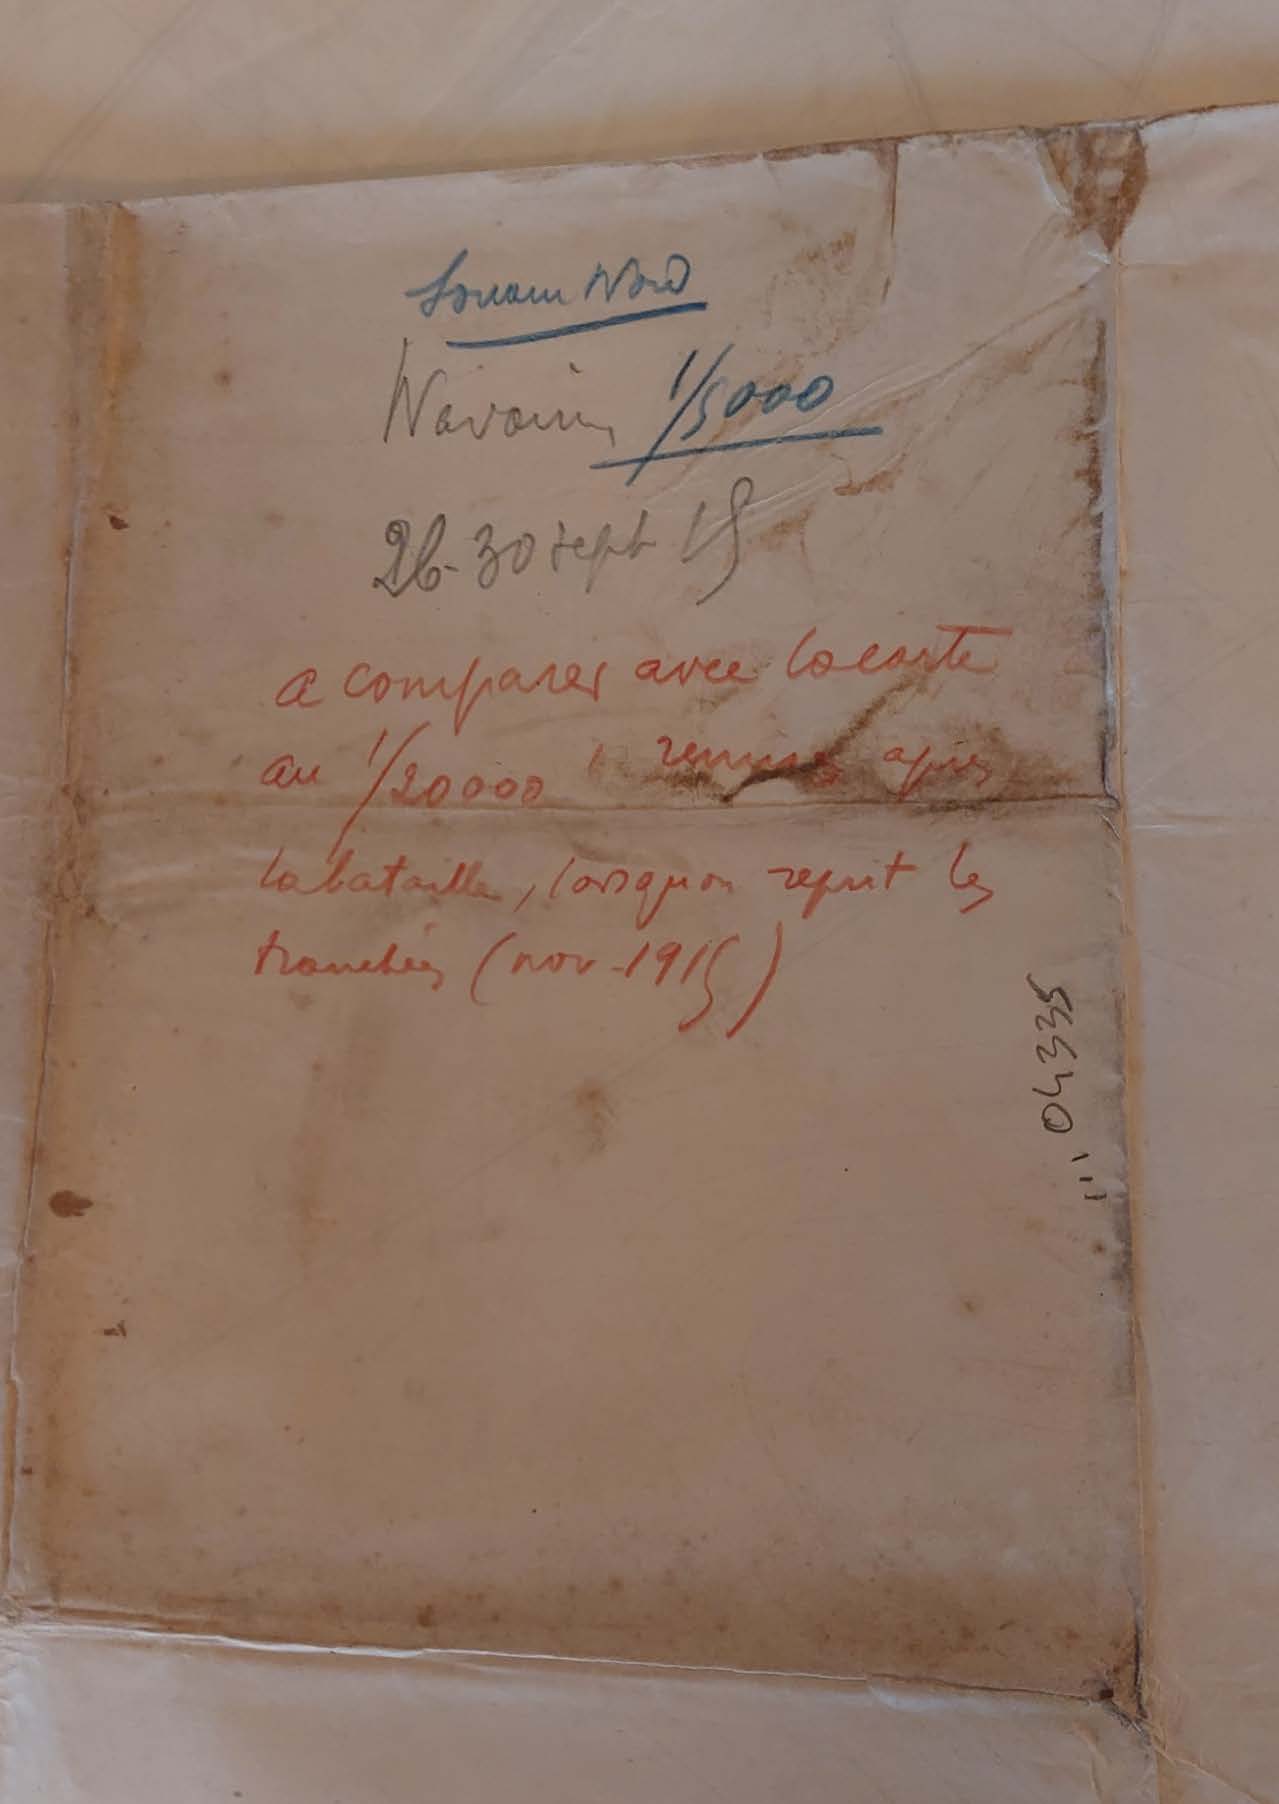 Souain Nord
Navarin 1/5000
26-30 sept 15
a comparer avec la carte
au 1/20000 remise après
la bataille, lorsqu'on reprit les
tranchées (nov-1915)
04335